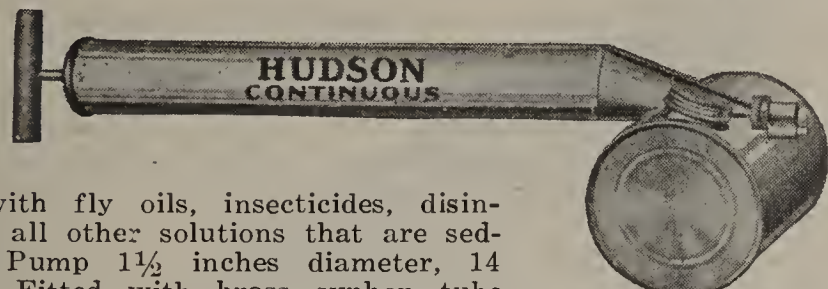 HUDSON
CONTINUOUS
with fly oils, insecticides, disin-
all other solutions that are sed-
Pump 1½ inches diameter, 14
Fitted with brass syphon tube